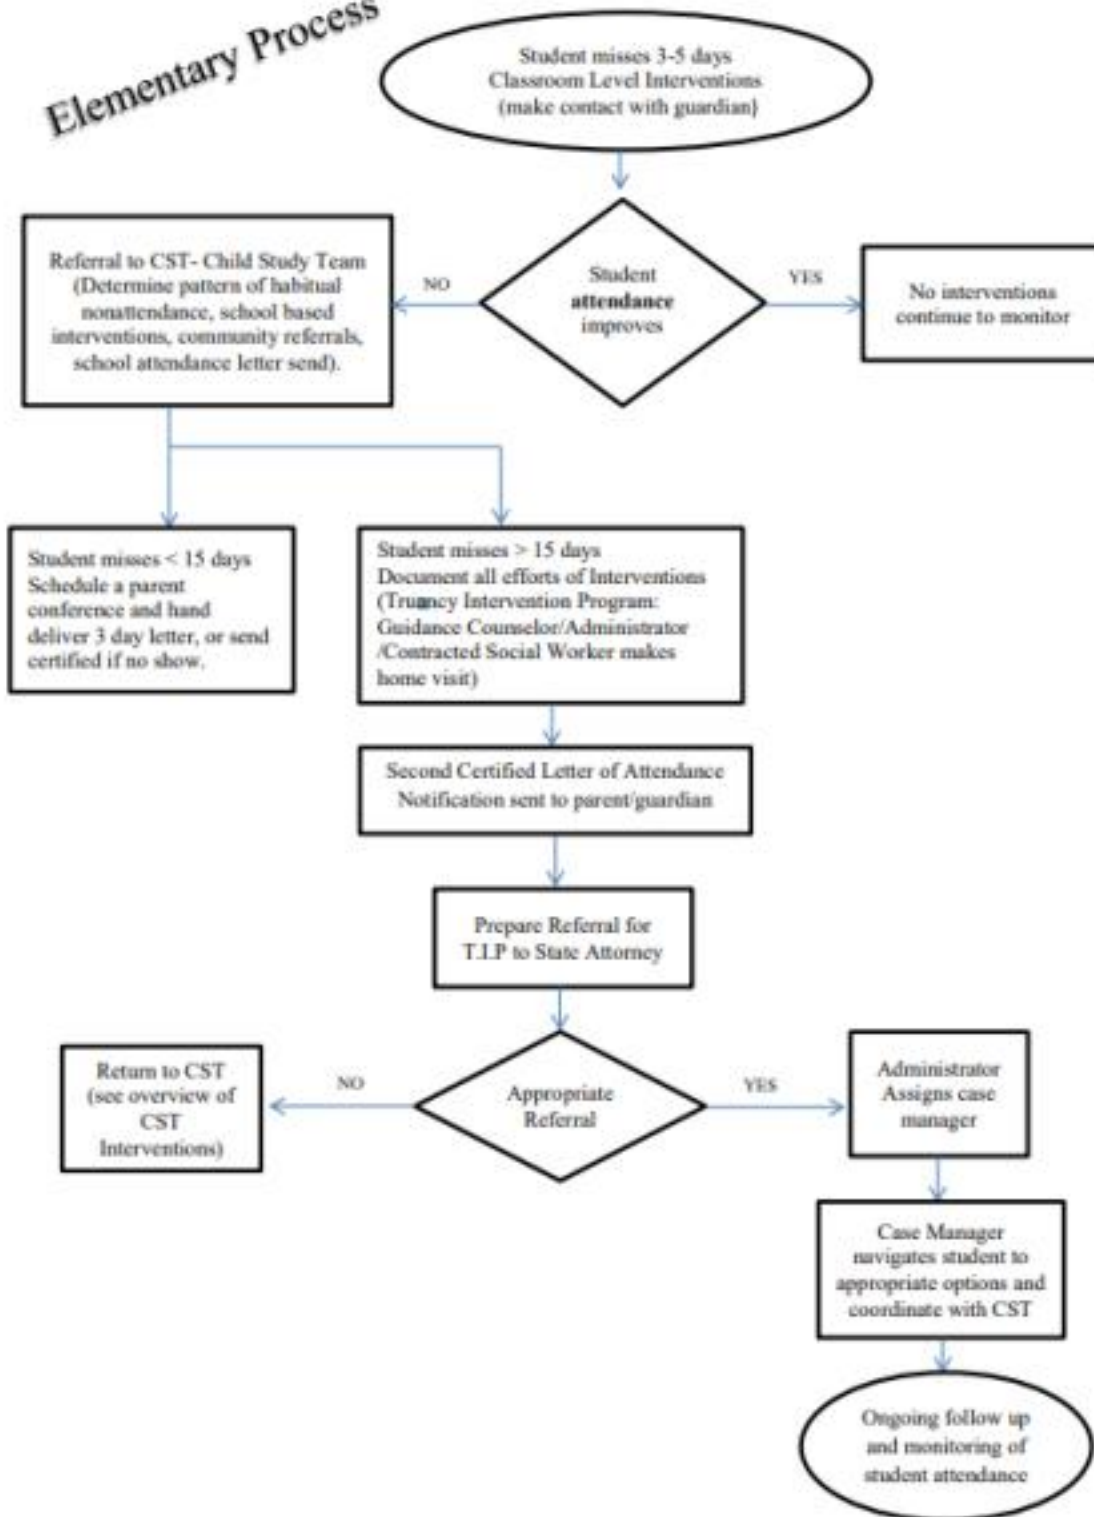 Elementary Process
Student misses 3-5 days
Classroom Level Interventions
(make contact with guardian)
Student
attendance
improves
NO
YES
Referral to CST- Child Study Team
(Determine pattern of habitual
nonattendance, school based
interventions, community referrals,
school attendance letter send).
No interventions
continue to monitor
Student misses < 15 days
Schedule a parent
conference and hand
deliver 3 day letter, or send
certified if no show.
Student misses > 15 days
Document all efforts of Interventions
(Truancy Intervention Program:
Guidance Counselor/Administrator
/Contracted Social Worker makes
home visit)
Second Certified Letter of Attendance
Notification sent to parent/guardian
Prepare Referral for
T.I.P to State Attorney
Appropriate
Referral
NO
YES
Return to CST
(see overview of
CST
Interventions)
Administrator
Assigns case
manager
Case Manager
navigates student to
appropriate options and
coordinate with CST
Ongoing follow up
and monitoring of
student attendance